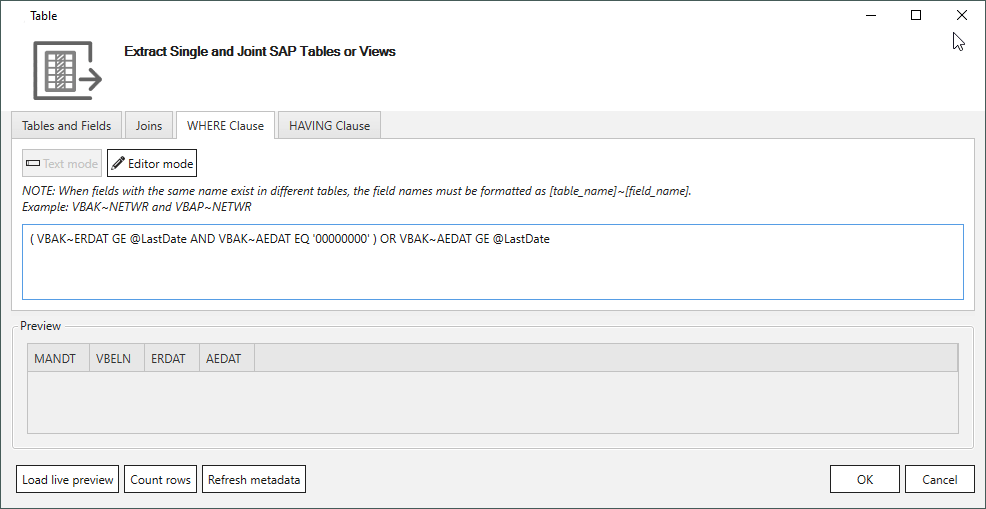 Table
Extract Single and Joint SAP Tables or Views
Tables and Fields
Joins
WHERE Clause
HAVING Clause
Text mode
Editor mode
NOTE: When fields with the same name exist in different tables, the field names must be formatted as [table_name]~[field_name].
Example: VBAK~NETWR and VBAP~NETWR
( VBAK~ERDAT GE @LastDate AND VBAK~AEDAT EQ '00000000' ) OR VBAK~AEDAT GE @LastDate
Preview
MANDT VBELN ERDAT AEDAT
Load live preview
Count rows
Refresh metadata
OK
Cancel